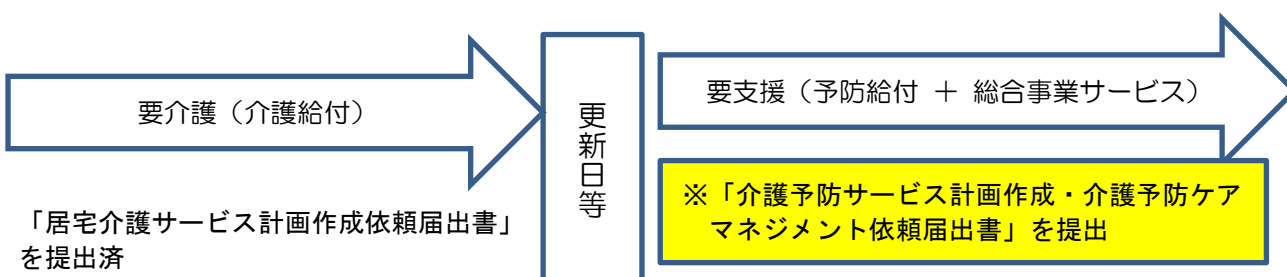 要介護（介護給付）
「居宅介護サービス計画作成依頼届出書」
を提出済
更新日等
要支援（予防給付 ＋ 総合事業サービス）
※「介護予防サービス計画作成・介護予防ケア
マネジメント依頼届出書」を提出